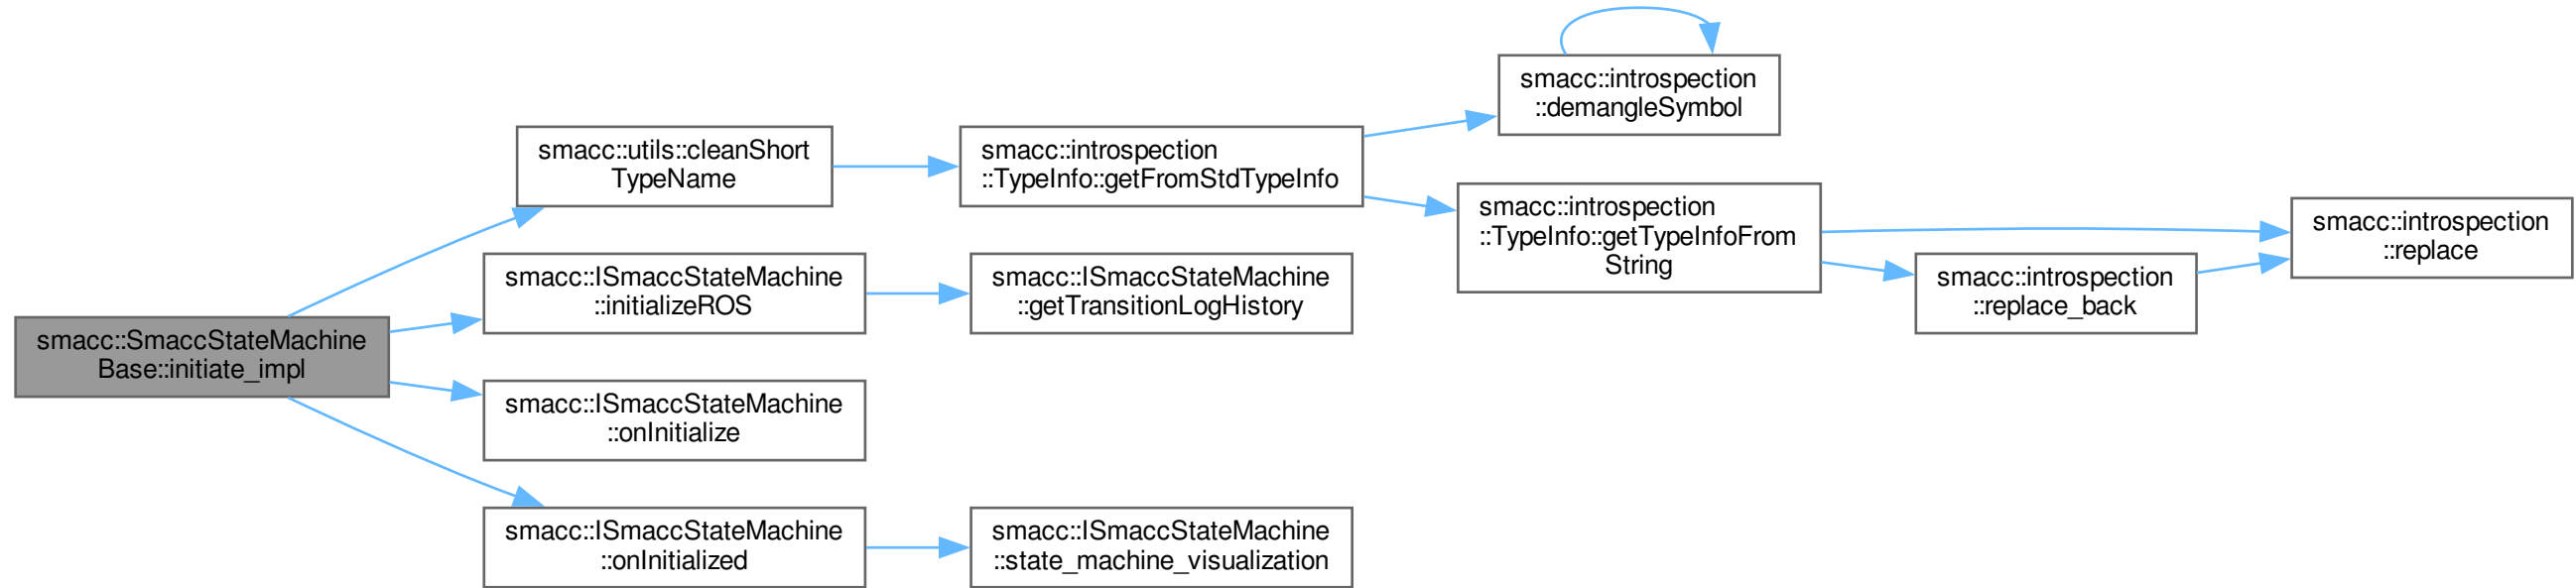 smacc::SmaccStateMachine
Base::initiate_impl
smacc::utils::cleanShort
TypeName
smacc::introspection
::TypeInfo::getFromStdTypeInfo
smacc::introspection
::demangleSymbol
smacc::introspection
::TypeInfo::getTypeInfoFrom
String
smacc::introspection
::replace
smacc::introspection
::replace_back
smacc::ISmaccStateMachine
::initializeROS
smacc::ISmaccStateMachine
::getTransitionLogHistory
smacc::ISmaccStateMachine
::onInitialize
smacc::ISmaccStateMachine
::onInitialized
smacc::ISmaccStateMachine
::state_machine_visualization